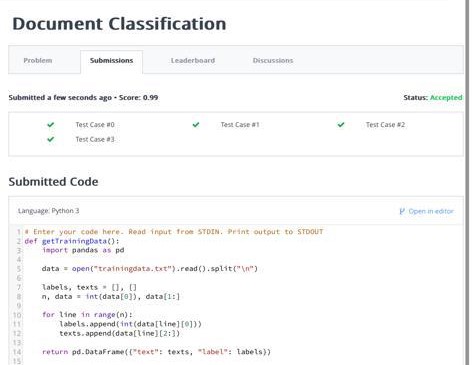 Document Classification
Problem Submissions Leaderboard Discussions
Submitted a few seconds ago • Score: 0.99 Status: Accepted
Test Case #0 Test Case #1 Test Case #2
Test Case #3
Submitted Code
Language: Python 3 Open in editor
1 # Enter your code here. Read input from STDIN. Print output to STDOUT
2 def getTrainingData():
3 import pandas as pd
4
5 data = open("trainingdata.txt").read().split("\n")
6
7 labels, texts = [], []
8 n, data = int(data[0]), data[1:]
9
10 for line in range(n):
11 labels.append(int(data[line][0]))
12 texts.append(data[line][2:])
13
14 return pd.DataFrame({"text": texts, "label": labels})
15